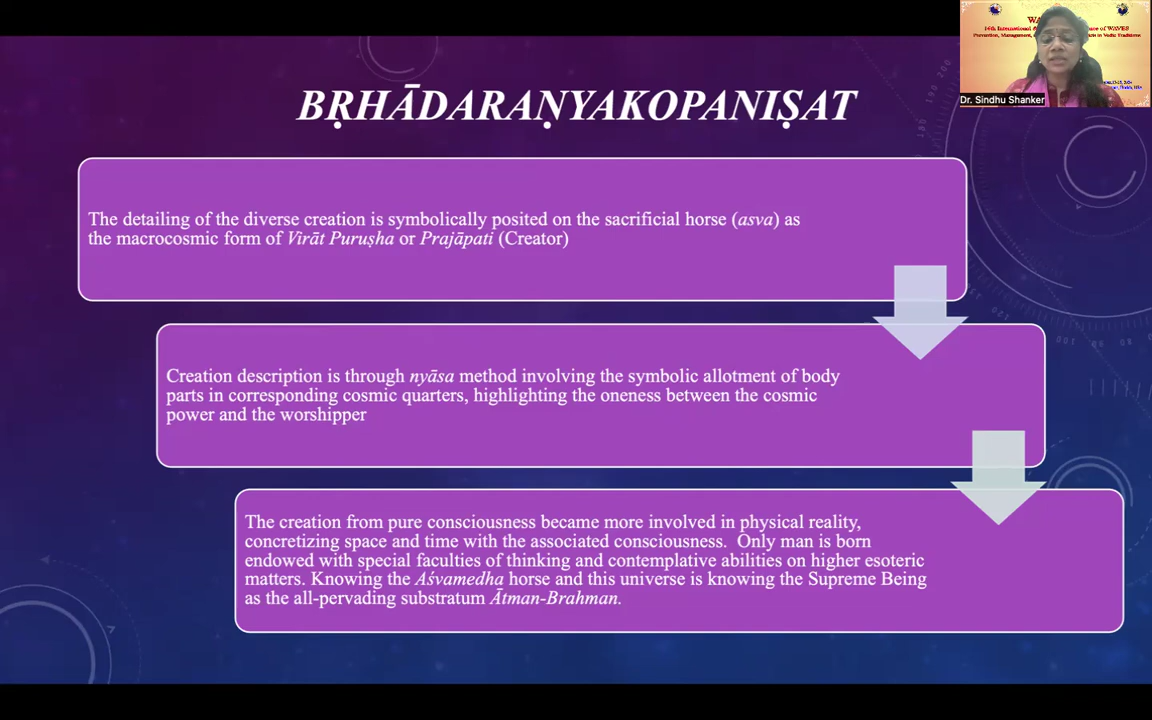 BṚHĀDARAṆYAKOPANIṢAT
The detailing of the diverse creation is symbolically posited on the sacrificial horse (asva) as
the macrocosmic form of Virāt Puruṣha or Prajāpati (Creator)
Creation description is through nyāsa method involving the symbolic allotment of body
parts in corresponding cosmic quarters, highlighting the oneness between the cosmic
power and the worshipper
The creation from pure consciousness became more involved in physical reality,
concretizing space and time with the associated consciousness. Only man is born
endowed with special faculties of thinking and contemplative abilities on higher esoteric
matters. Knowing the Aśvamedha horse and this universe is knowing the Supreme Being
as the all-pervading substratum Ātman-Brahman.
Dr. Sindhu Shanker